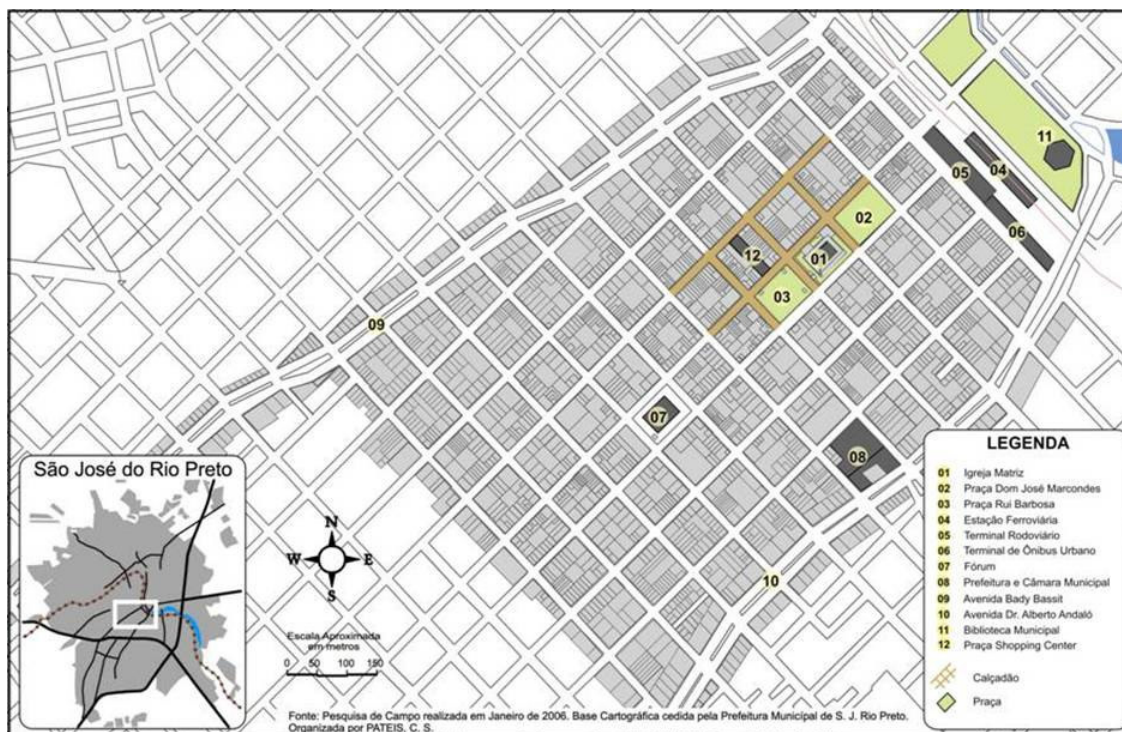 11
05
04
02
06
12
01
03
09
07
08
10
São José do Rio Preto
N
W E
S
Escala Aproximada
em metros
0 50 75 100 150
LEGENDA
01 Igreja Matriz
02 Praça Dom José Marcondes
03 Praça Rui Barbosa
04 Estação Ferroviária
05 Terminal Rodoviário
06 Terminal de Ônibus Urbano
07 Fórum
08 Prefeitura e Câmara Municipal
09 Avenida Bady Bassit
10 Avenida Dr. Alberto Andaló
11 Biblioteca Municipal
12 Praça Shopping Center
Calçadão
Praça
Fonte: Pesquisa de Campo realizada em Janeiro de 2006. Base Cartográfica cedida pela Prefeitura Municipal de S. J. Rio Preto.
Organizada por PATEIS, C. S.